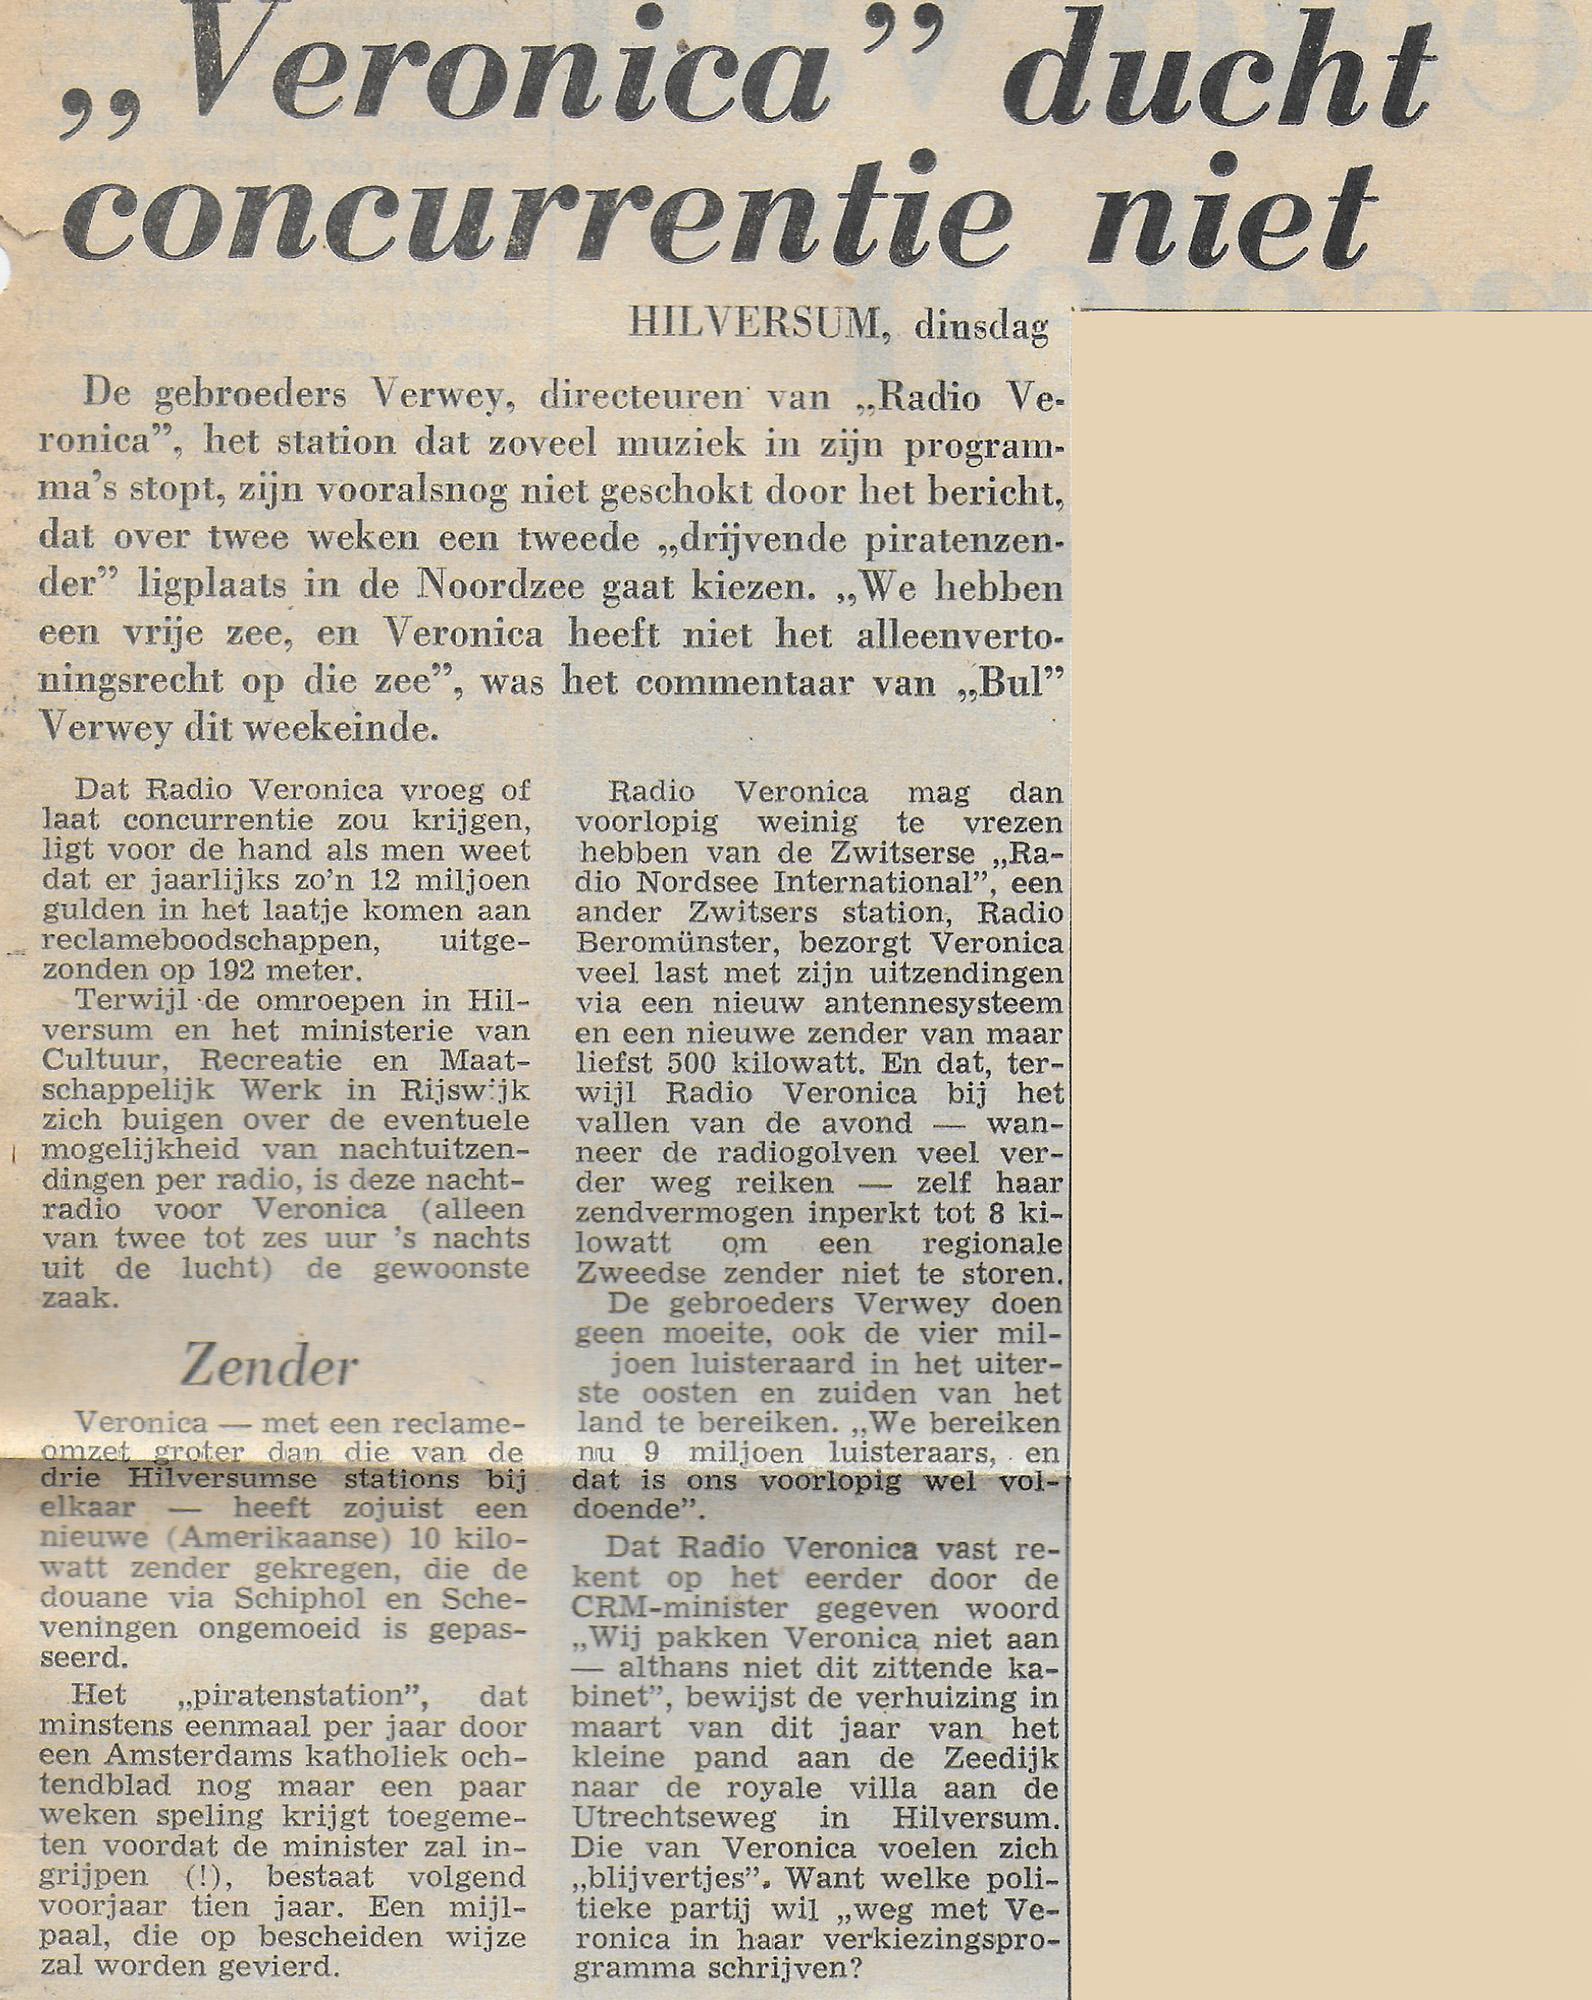 „Veronica” ducht
concurrentie niet
HILVERSUM, dinsdag
De gebroeders Verwey, directeuren van „Radio Ve-
ronica”, het station dat zoveel muziek in zijn program-
ma’s stopt, zijn vooralsnog niet geschokt door het bericht,
dat over twee weken een tweede „drijvende piratenzen-
der” ligplaats in de Noordzee gaat kiezen. „We hebben
een vrije zee, en Veronica heeft niet het alleenverto-
ningsrecht op die zee”, was het commentaar van „Bul”
Verwey dit weekeinde.
Dat Radio Veronica vroeg of
laat concurrentie zou krijgen,
ligt voor de hand als men weet
dat er jaarlijks zo’n 12 miljoen
gulden in het laatje komen aan
reclameboodschappen, uitge-
zonden op 192 meter.
Terwijl de omroepen in Hil-
versum en het ministerie van
Cultuur, Recreatie en Maat-
schappelijk Werk in Rijswijk
zich buigen over de eventuele
mogelijkheid van nachtuitzen-
dingen per radio, is deze nacht-
radio voor Veronica (alleen
van twee tot zes uur ’s nachts
uit de lucht) de gewoonste
zaak.
Zender
Veronica — met een reclame-
omzet groter dan die van de
drie Hilversumse stations bij
elkaar — heeft zojuist een
nieuwe (Amerikaanse) 10 kilo-
watt zender gekregen, die de
douane via Schiphol en Sche-
veningen ongemoeid is gepas-
seerd.
Het „piratenstation”, dat
minstens eenmaal per jaar door
een Amsterdams katholiek och-
tendblad nog maar een paar
weken speling krijgt toegeme-
ten voordat de minister zal in-
grijpen (!), bestaat volgend
voorjaar tien jaar. Een mijl-
paal, die op bescheiden wijze
zal worden gevierd.
Radio Veronica mag dan
voorlopig weinig te vrezen
hebben van de Zwitserse „Ra-
dio Nordsee International”, een
ander Zwitsers station, Radio
Beromünster, bezorgt Veronica
veel last met zijn uitzendingen
via een nieuw antennesysteem
en een nieuwe zender van maar
liefst 500 kilowatt. En dat, ter-
wijl Radio Veronica bij het
vallen van de avond — wan-
neer de radiogolven veel ver-
der weg reiken — zelf haar
zendvermogen inperkt tot 8 ki-
lowatt om een regionale
Zweedse zender niet te storen.
De gebroeders Verwey doen
geen moeite, ook de vier mil-
joen luisteraard in het uiter-
ste oosten en zuiden van het
land te bereiken. „We bereiken
nu 9 miljoen luisteraars, en
dat is ons voorlopig wel vol-
doende”.
Dat Radio Veronica vast re-
kent op het eerder door de
CRM-minister gegeven woord
„Wij pakken Veronica niet aan
— althans niet dit zittende ka-
binet”, bewijst de verhuizing in
maart van dit jaar van het
kleine pand aan de Zeedijk
naar de royale villa aan de
Utrechtseweg in Hilversum.
Die van Veronica voelen zich
„blijvertjes”. Want welke poli-
tieke partij wil „weg met Ve-
ronica in haar verkiezingspro-
gramma schrijven?